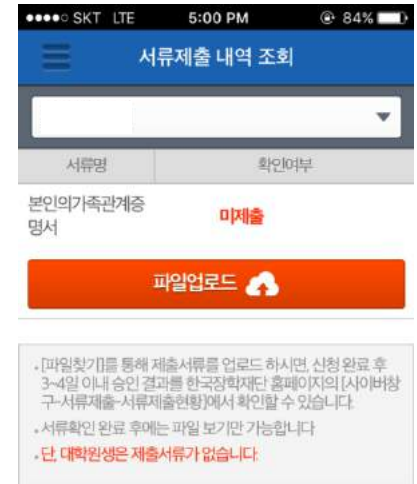 ●●●●○ SKT LTE 5:00 PM 84%
서류제출 내역 조회
서류명 확인여부
본인의가족관계증
명서
미제출
파일업로드
• [파일찾기]를 통해 제출서류를 업로드 하시면, 신청 완료 후
3~4일 이내 승인 결과를 한국장학재단 홈페이지의 [사이버창
구-서류제출-서류제출현황]에서 확인할 수 있습니다.
• 서류확인 완료 후에는 파일 보기만 가능합니다
• 단, 대학원생은 제출서류가 없습니다.